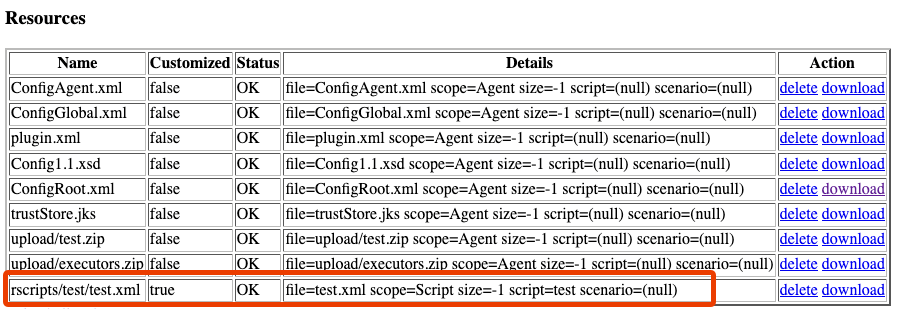 Resources
Name Customized Status Details Action
ConfigAgent.xml false OK file=ConfigAgent.xml scope=Agent size=-1 script=(null) scenario=(null) delete download
ConfigGlobal.xml false OK file=ConfigGlobal.xml scope=Agent size=-1 script=(null) scenario=(null) delete download
plugin.xml false OK file=plugin.xml scope=Agent size=-1 script=(null) scenario=(null) delete download
Config1.1.xsd false OK file=Config1.1.xsd scope=Agent size=-1 script=(null) scenario=(null) delete download
ConfigRoot.xml false OK file=ConfigRoot.xml scope=Agent size=-1 script=(null) scenario=(null) delete download
trustStore.jks false OK file=trustStore.jks scope=Agent size=-1 script=(null) scenario=(null) delete download
upload/test.zip false OK file=upload/test.zip scope=Agent size=-1 script=(null) scenario=(null) delete download
upload/executors.zip false OK file=upload/executors.zip scope=Agent size=-1 script=(null) scenario=(null) delete download
rscripts/test/test.xml true OK file=test.xml scope=Script size=-1 script=test scenario=(null) delete download